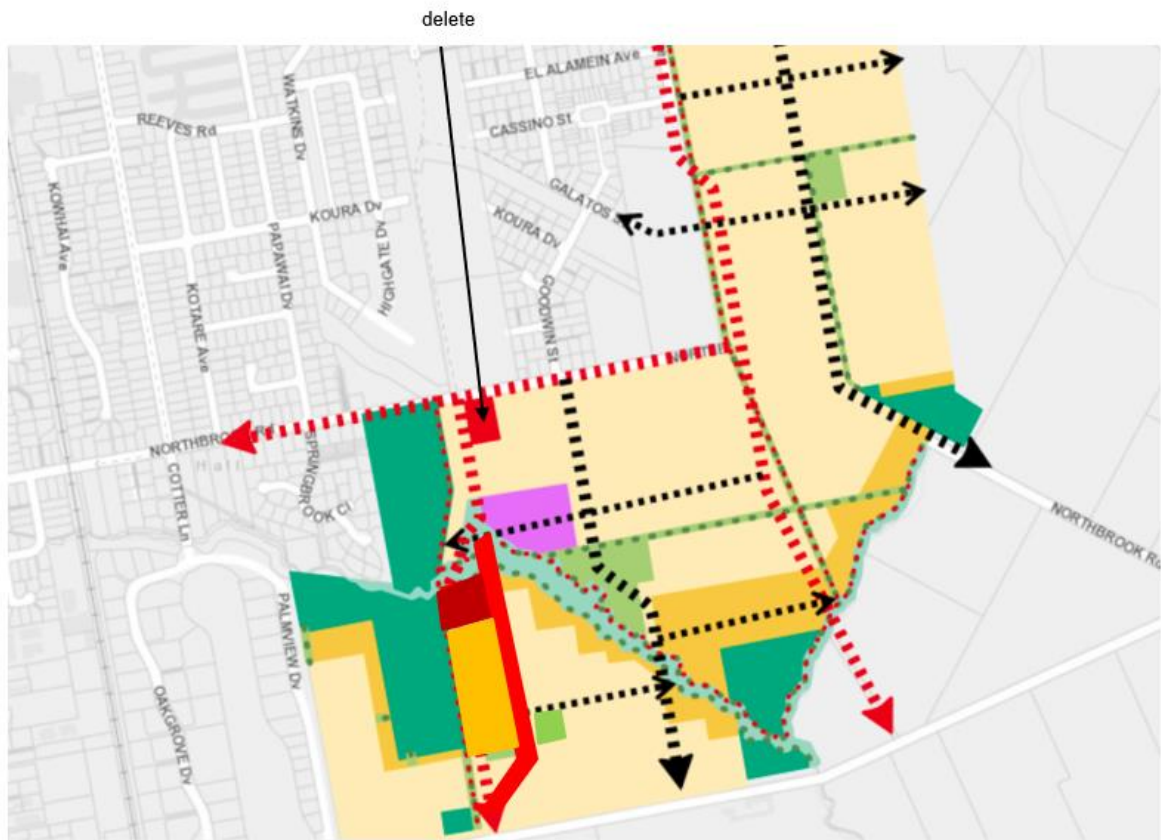 delete
EL ALAMEIN Ave
WATKINS Dv
REEVES Rd
CASSINO St
KOWHAI Ave
GALATOS
KOURA Dv
KOURA Dv
PAPAWAI Dv
HIGHGATE Dv
KOTARE Ave
GOODWIN St
NORTHBROOK Rd
SPRINGBROOK Cl
COTTER Ln
NORTHBROOK Rd
PALMVIEW Dv
OAKGROVE Dv